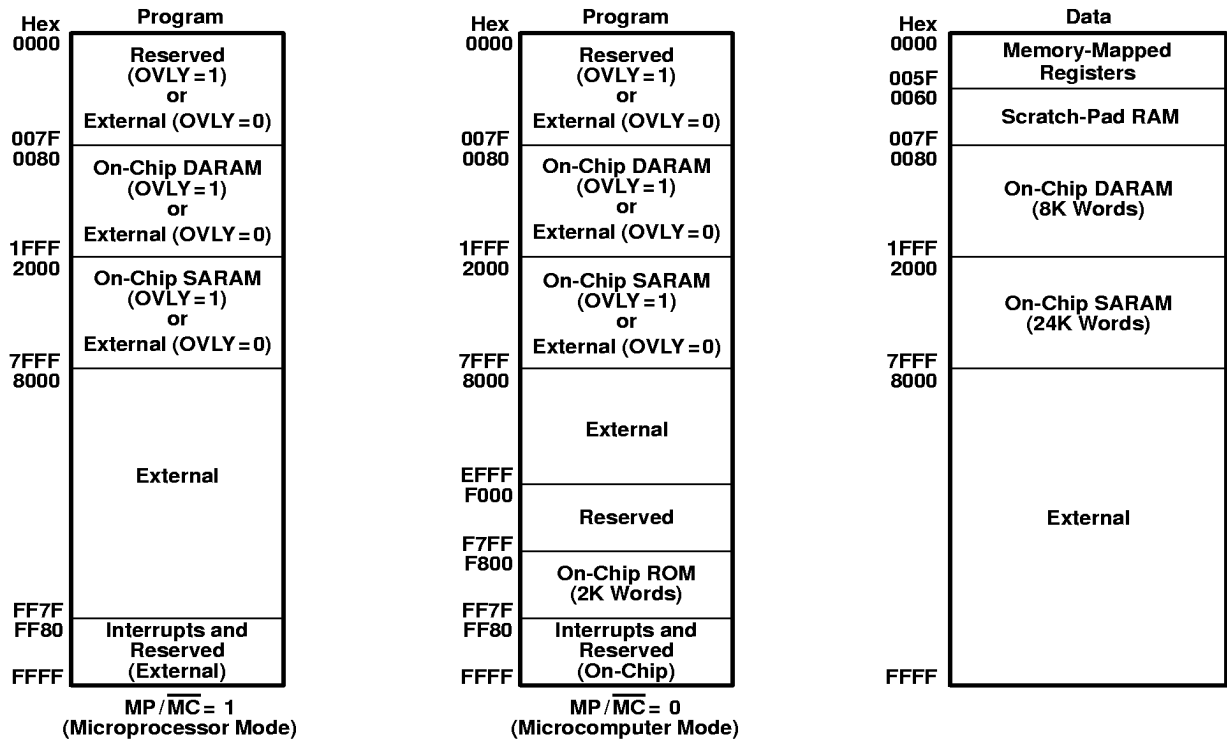 Hex
Program
0000
Reserved
(OVLY = 1)
or
External (OVLY = 0)
007F
0080
On-Chip DARAM
(OVLY = 1)
or
External (OVLY = 0)
1FFF
2000
On-Chip SARAM
(OVLY = 1)
or
External (OVLY = 0)
7FFF
8000
External
FF7F
FF80
Interrupts and
Reserved
(External)
FFFF
MP/MC = 1
(Microprocessor Mode)
Hex
Program
0000
Reserved
(OVLY = 1)
or
External (OVLY = 0)
007F
0080
On-Chip DARAM
(OVLY = 1)
or
External (OVLY = 0)
1FFF
2000
On-Chip SARAM
(OVLY = 1)
or
External (OVLY = 0)
7FFF
8000
External
EFFF
F000
Reserved
F7FF
F800
On-Chip ROM
(2K Words)
FF7F
FF80
Interrupts and
Reserved
(On-Chip)
FFFF
MP/MC = 0
(Microcomputer Mode)
Hex
Data
0000
Memory-Mapped
Registers
005F
0060
Scratch-Pad RAM
007F
0080
On-Chip DARAM
(8K Words)
1FFF
2000
On-Chip SARAM
(24K Words)
7FFF
8000
External
FFFF